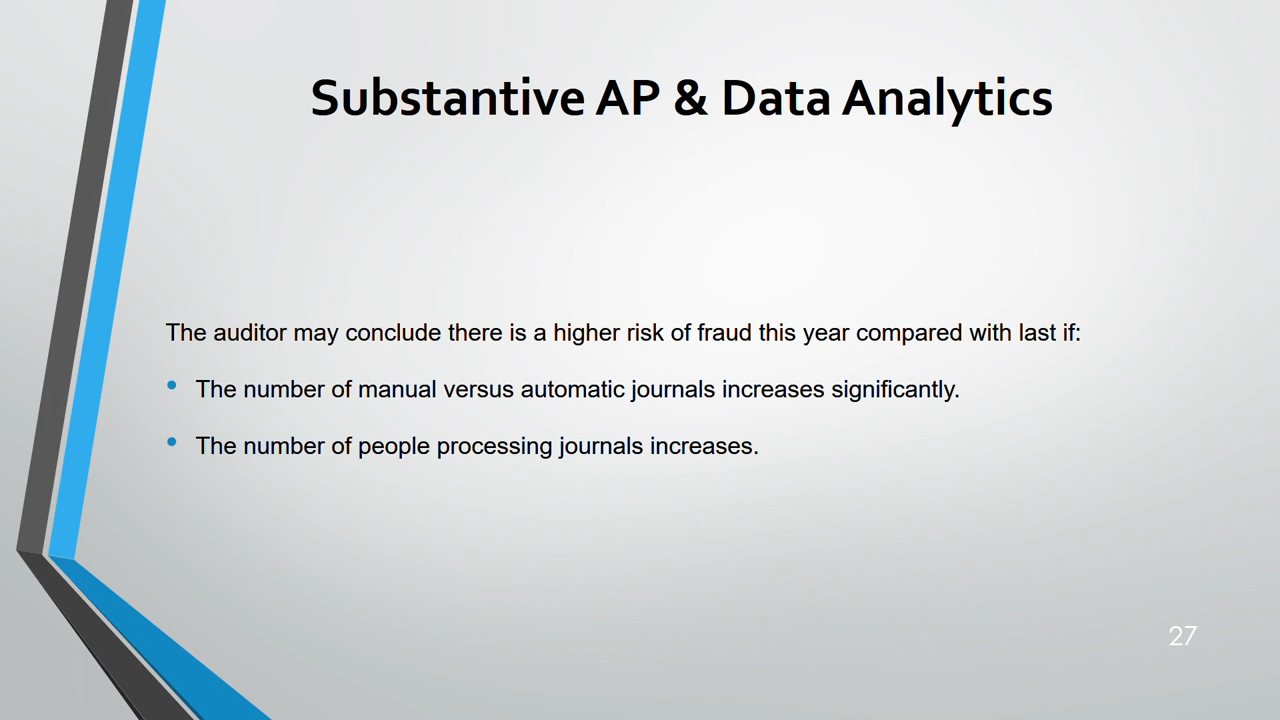 Substantive AP & Data Analytics
The auditor may conclude there is a higher risk of fraud this year compared with last if:
• The number of manual versus automatic journals increases significantly.
• The number of people processing journals increases.
27